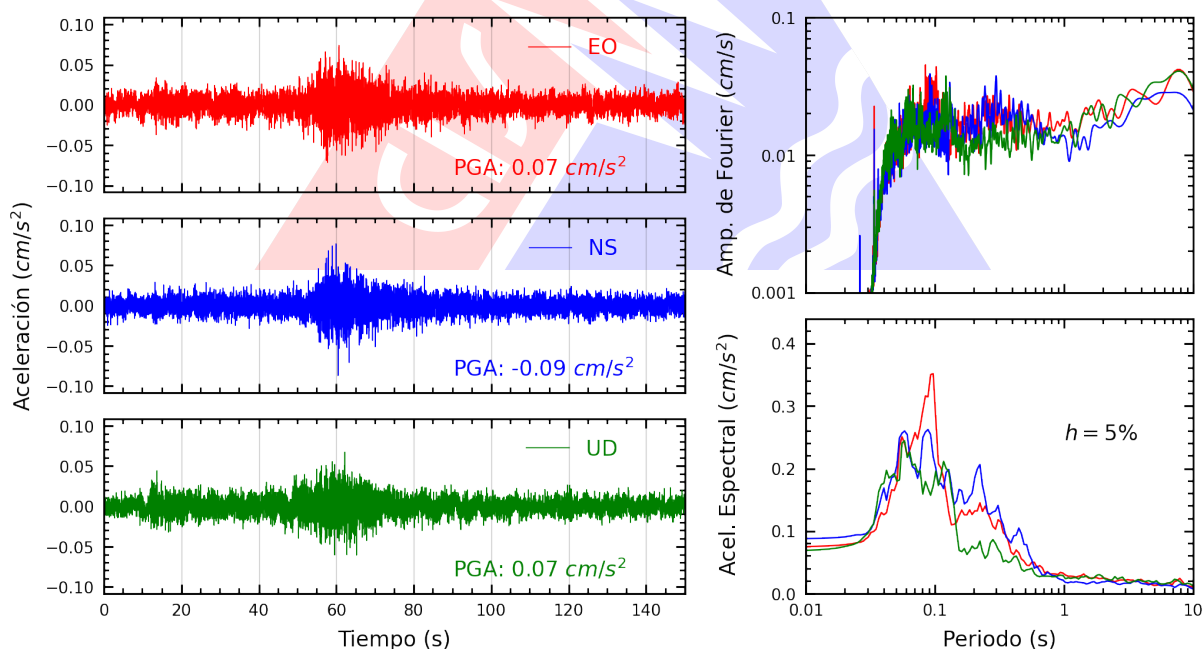 Aceleración (cm/s²)
0.10
0.05
0.00
−0.05
−0.10
EO
PGA: 0.07 cm/s²
0.10
0.05
0.00
−0.05
−0.10
NS
PGA: -0.09 cm/s²
0.10
0.05
0.00
−0.05
−0.10
UD
PGA: 0.07 cm/s²
0 20 40 60 80 100 120 140
Tiempo (s)
Amp. de Fourier (cm/s)
0.1
0.01
0.001
Acel. Espectral (cm/s²)
0.4
0.3
0.2
0.1
0.0
h = 5%
0.01 0.1 1 10
Periodo (s)